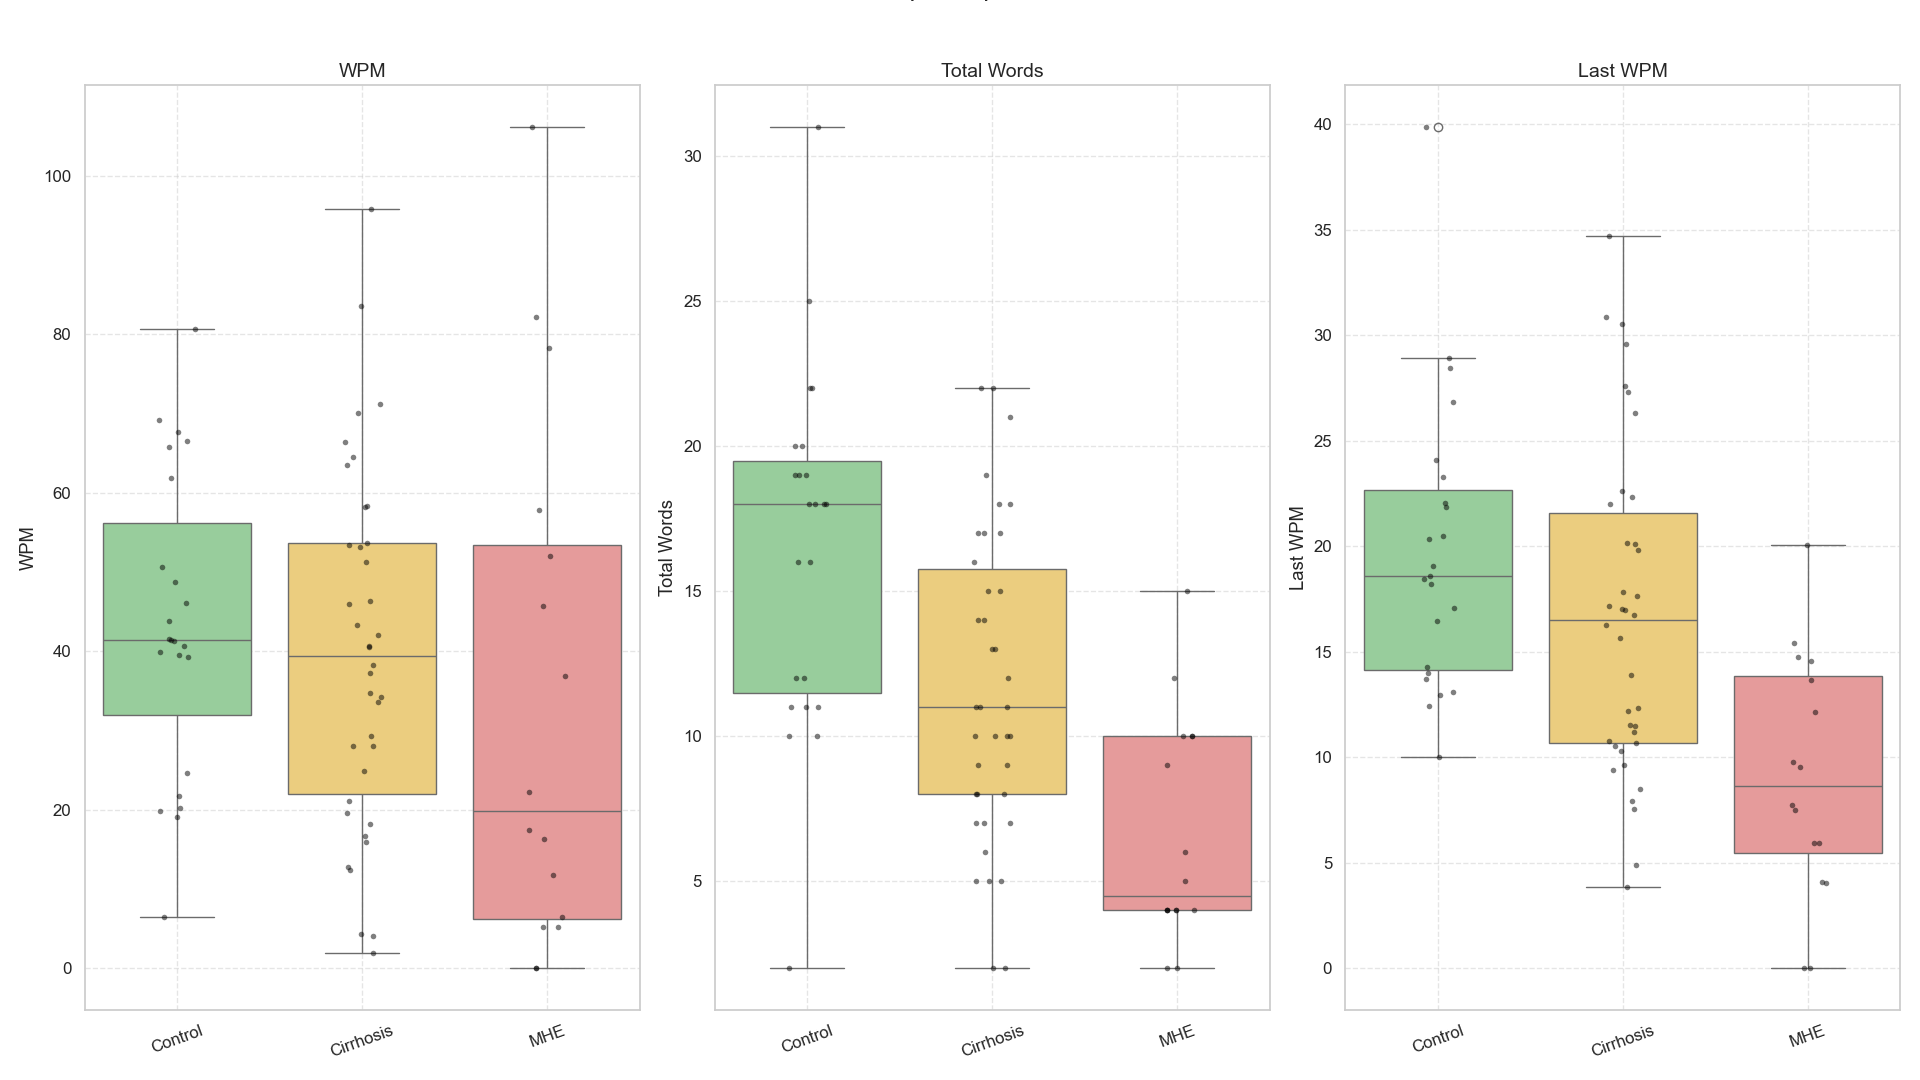 WPM
WPM
100
80
60
40
20
0
Control
Cirrhosis
MHE
Total Words
Total Words
30
25
20
15
10
5
Control
Cirrhosis
MHE
Last WPM
Last WPM
40
35
30
25
20
15
10
5
0
Control
Cirrhosis
MHE